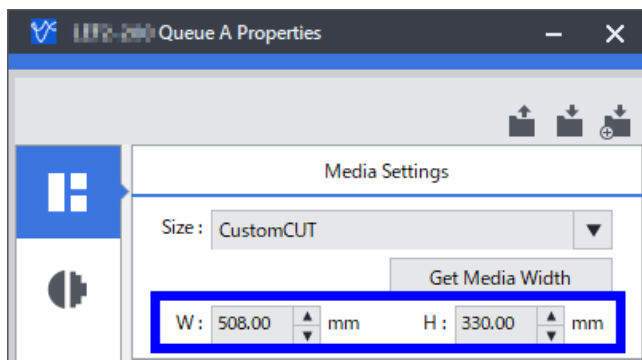 Queue A Properties
Media Settings
Size : CustomCUT
Get Media Width
W : 508.00 mm H : 330.00 mm